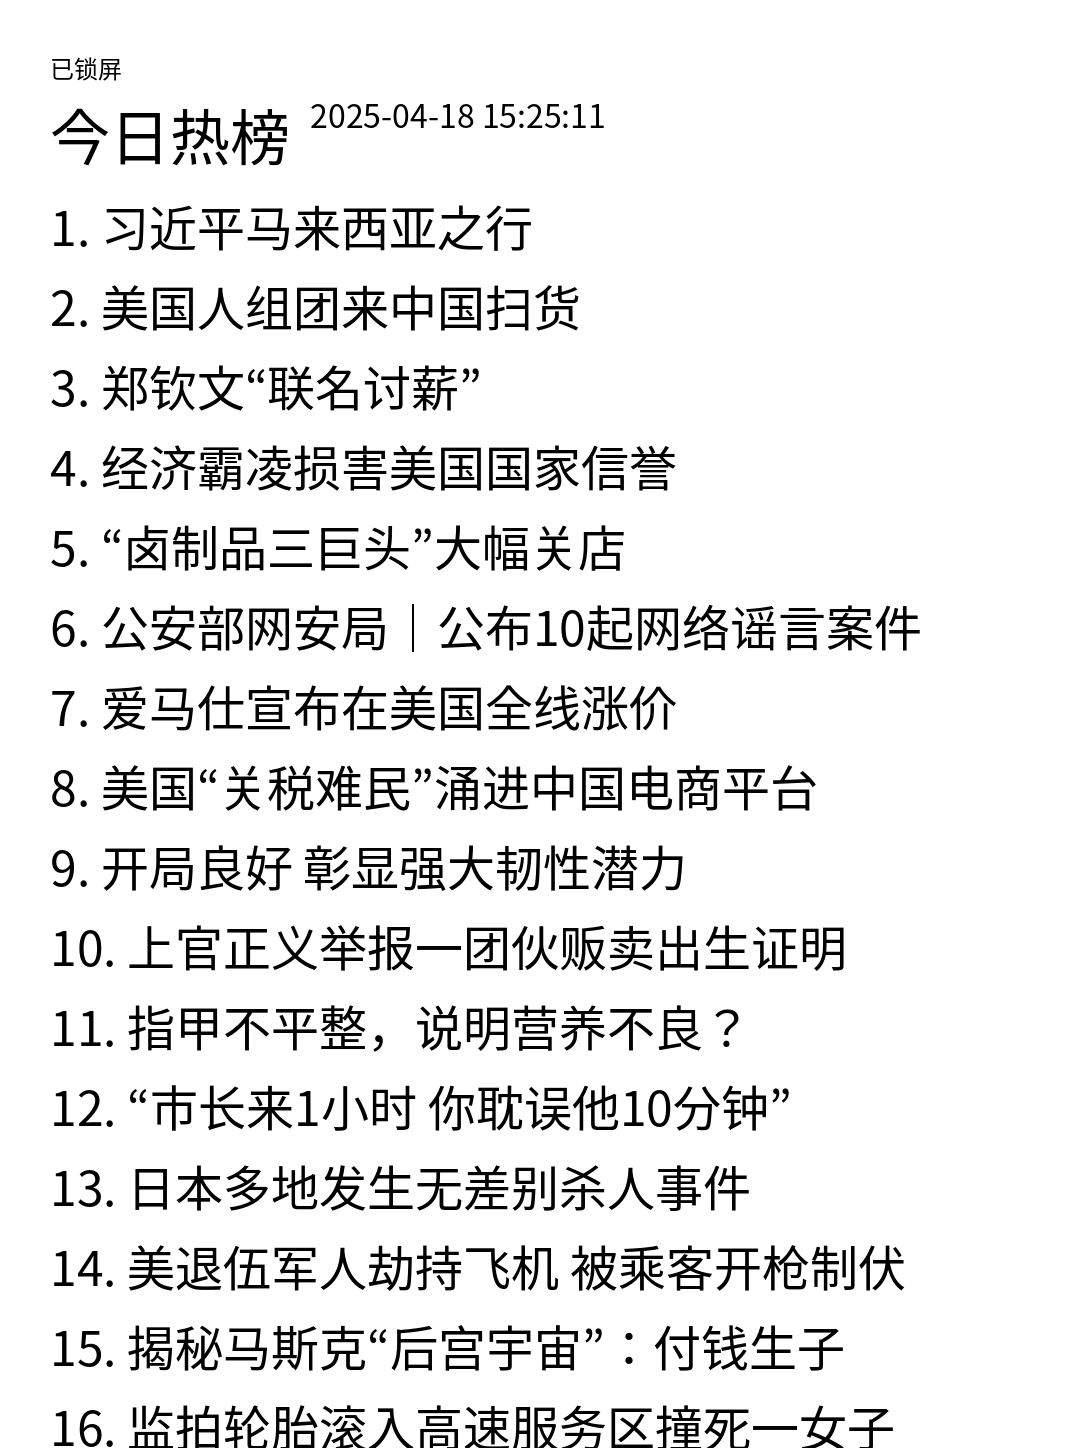 已锁屏
今日热榜 2025-04-18 15:25:11
1. 习近平马来西亚之行
2. 美国人组团来中国扫货
3. 郑钦文“联名讨薪”
4. 经济霸凌损害美国国家信誉
5. “卤制品三巨头”大幅关店
6. 公安部网安局｜公布10起网络谣言案件
7. 爱马仕宣布在美国全线涨价
8. 美国“关税难民”涌进中国电商平台
9. 开局良好 彰显强大韧性潜力
10. 上官正义举报一团伙贩卖出生证明
11. 指甲不平整，说明营养不良？
12. “市长来1小时 你耽误他10分钟”
13. 日本多地发生无差别杀人事件
14. 美退伍军人劫持飞机 被乘客开枪制伏
15. 揭秘马斯克“后宫宇宙”：付钱生子
16. 监拍轮胎滚入高速服务区撞死一女子